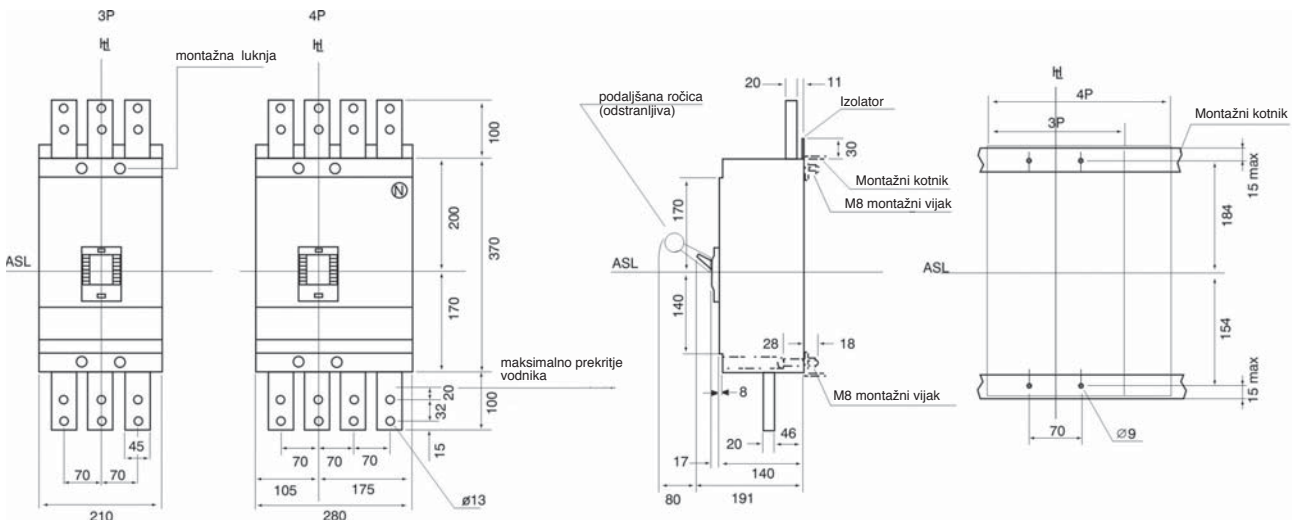 3P
montažna luknja
ASL
45
70
70
210
4P
N
100
200
370
170
maksimalno prekritje
vodnika
20
32
100
15
70
70
70
105
175
ø13
280
podaljšana ročica
(odstranljiva)
20
11
Izolator
30
Montažni kotnik
M8 montažni vijak
170
ASL
140
28
18
8
M8 montažni vijak
20
46
17
140
80
191
4P
3P
Montažni kotnik
15 max
184
ASL
154
15 max
70
Ø9